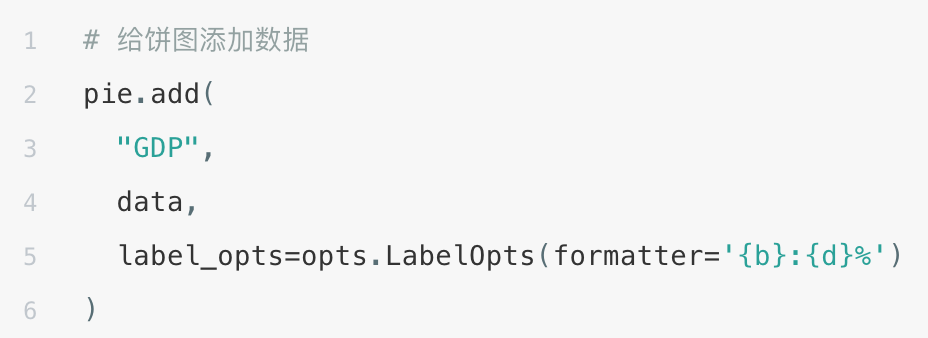 1 # 给饼图添加数据
2 pie.add(
3   "GDP",
4   data,
5   label_opts=opts.LabelOpts(formatter='{b}:{d}%')
6 )